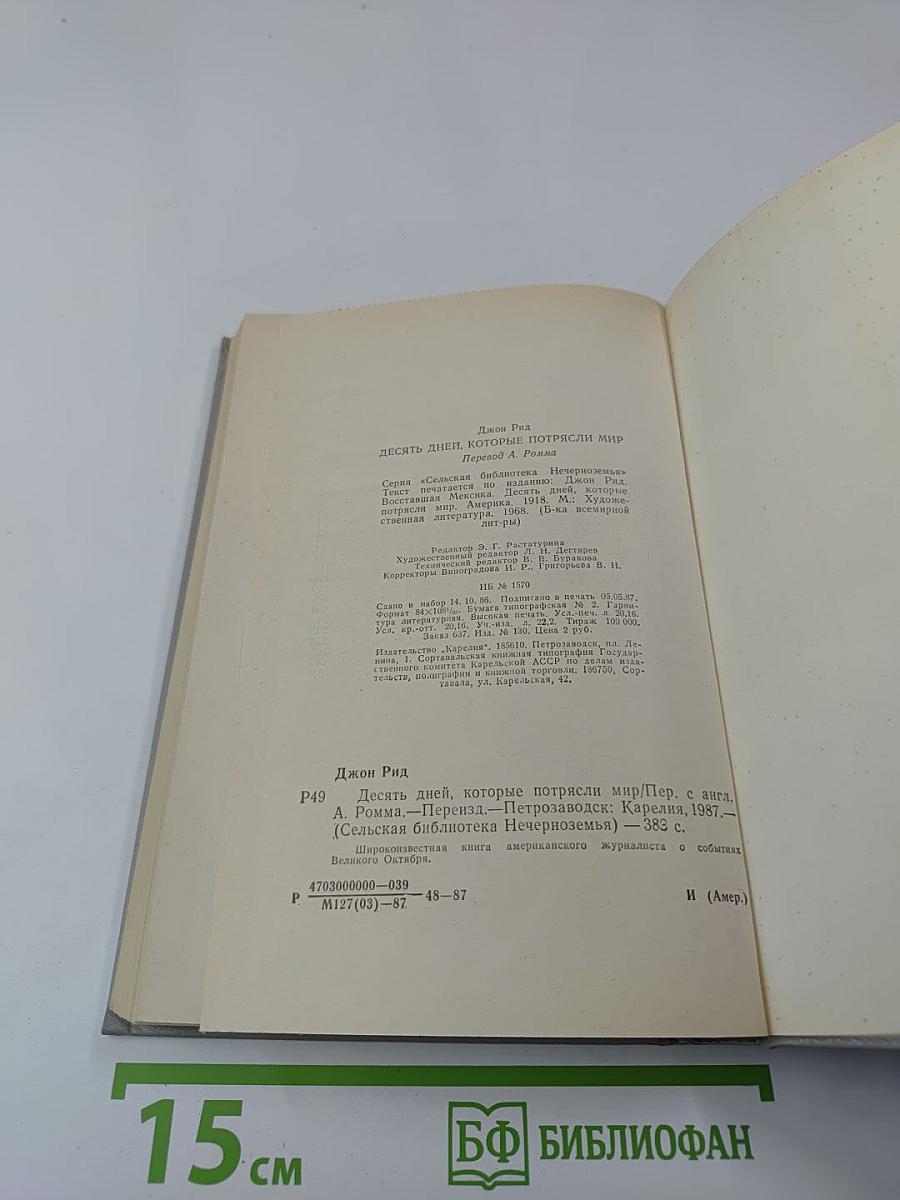 Джон Рид
ДЕСЯТЬ ДНЕЙ, КОТОРЫЕ ПОТРЯСЛИ МИР
Перевод А. Ромма
Серия «Сельская библиотека Нечерноземья»
Текст печатается по изданию: Джон Рид.
Восставшая Мексика. Десять дней, которые
потрясли мир. Америка. 1918. М.: Художе-
ственная литература, 1968. (Б-ка всемирной
лит-ры)
Редактор Э. Г. Растатурина
Художественный редактор Л. Н. Дегтярев
Технический редактор В. В. Буракова
Корректоры Виноградова И. Р., Григорьева В. Н.
ИБ № 1570
Сдано в набор 14.10.86. Подписано в печать 05.05.87.
Формат 84×108¹/₃₂. Бумага типографская № 2. Гарни-
тура литературная. Высокая печать. Усл.-печ. л. 20,16.
Усл. кр.-отт. 20,16. Уч.-изд. л. 22,2. Тираж 100 000.
Заказ 637. Изд. № 130. Цена 2 руб.
Издательство „Карелия". 185610. Петрозаводск, пл. Ле-
нина, 1. Сортавальская книжная типография Государ-
ственного комитета Карельской АССР по делам изда-
тельств, полиграфии и книжной торговли. 186750, Сор-
тавала, ул. Карельская, 42.
Джон Рид
Р49 Десять дней, которые потрясли мир/Пер. с англ.
А. Ромма.—Переизд.—Петрозаводск: Карелия, 1987.—
(Сельская библиотека Нечерноземья) — 383 с.
Широкоизвестная книга американского журналиста о событиях
Великого Октября.
Р 4703000000—039
М127(03)—87 —48—87 И (Амер.)
15 см
БФ БИБЛИОФАН